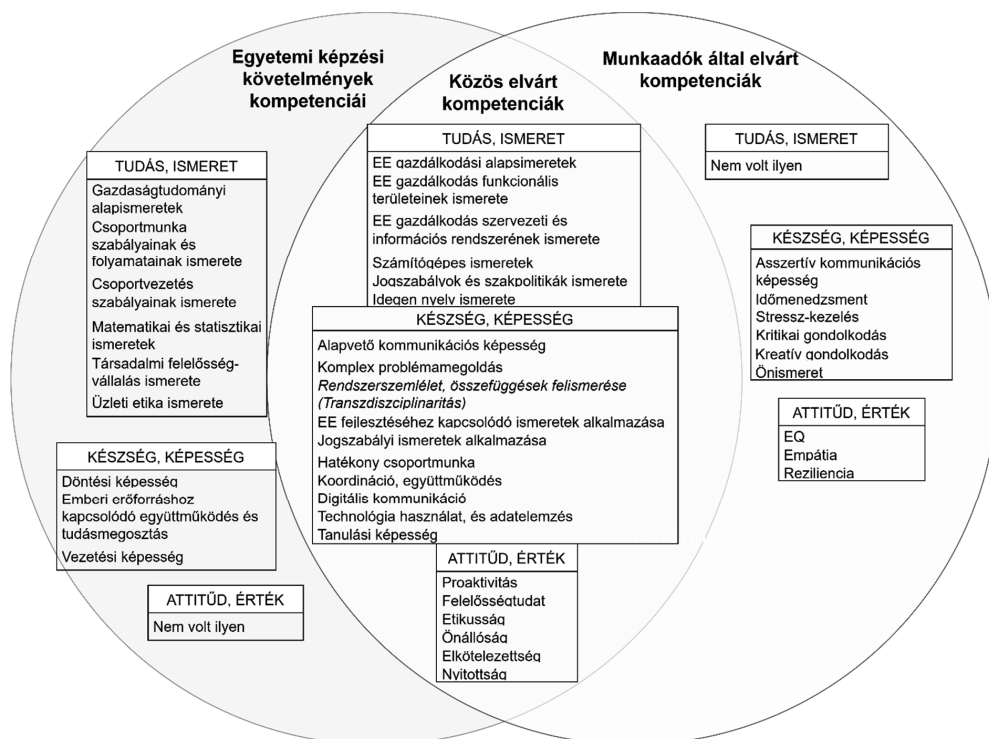 Egyetemi képzési
követelmények
kompetenciái
Közös elvárt
kompetenciák
Munkaadók által elvárt
kompetenciák
TUDÁS, ISMERET
Gazdaságtudományi
alapismeretek
Csoportmunka
szabályainak és
folyamatainak ismerete
Csoportvezetés
szabályainak ismerete
Matematikai és statisztikai
ismeretek
Társadalmi felelősség-
vállalás ismerete
Üzleti etika ismerete
KÉSZSÉG, KÉPESSÉG
Döntési képesség
Emberi erőforráshoz
kapcsolódó együttműködés és
tudásmegosztás
Vezetési képesség
ATTITŰD, ÉRTÉK
Nem volt ilyen
TUDÁS, ISMERET
EE gazdálkodási alapsimeretek
EE gazdálkodás funkcionális
területeinek ismerete
EE gazdálkodás szervezeti és
információs rendszerének ismerete
Számítógépes ismeretek
Jogszabályok és szakpolitikák ismerete
Idegen nyelv ismerete
KÉSZSÉG, KÉPESSÉG
Alapvető kommunikációs képesség
Komplex problémamegoldás
Rendszerszemlélet, összefüggések felismerése
(Transzdiszciplinaritás)
EE fejlesztéséhez kapcsolódó ismeretek alkalmazása
Jogszabályi ismeretek alkalmazása
Hatékony csoportmunka
Koordináció, együttműködés
Digitális kommunikáció
Technológia használat, és adatelemzés
Tanulási képesség
ATTITŰD, ÉRTÉK
Proaktivitás
Felelősségtudat
Etikusság
Önállóság
Elkötelezettség
Nyitottság
TUDÁS, ISMERET
Nem volt ilyen
KÉSZSÉG, KÉPESSÉG
Asszertív kommunikációs
képesség
Időmenedzsment
Stressz-kezelés
Kritikai gondolkodás
Kreatív gondolkodás
Önismeret
ATTITŰD, ÉRTÉK
EQ
Empátia
Reziliencia